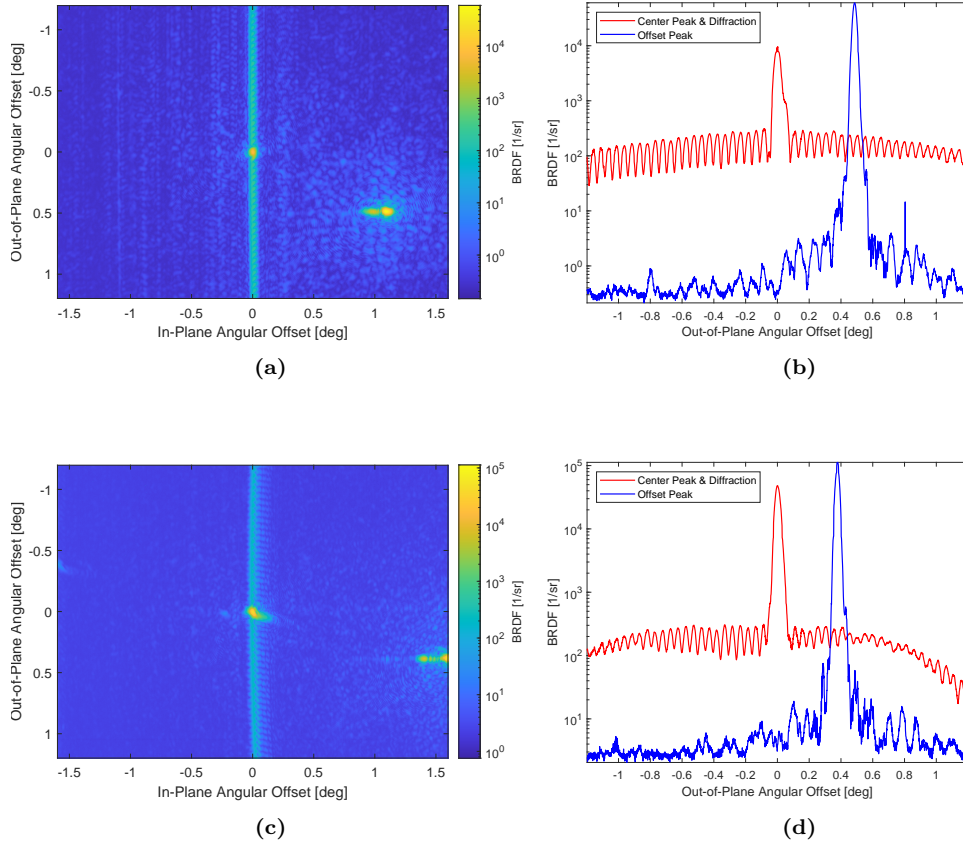 -1
-0.5
0
0.5
1
Out-of-Plane Angular Offset [deg]
-1.5 -1 -0.5 0 0.5 1 1.5
In-Plane Angular Offset [deg]
10^4
10^3
10^2
10^1
10^0
BRDF [1/sr]
(a)
Center Peak & Diffraction
Offset Peak
10^4
10^3
10^2
10^1
10^0
BRDF [1/sr]
-1 -0.8 -0.6 -0.4 -0.2 0 0.2 0.4 0.6 0.8 1
Out-of-Plane Angular Offset [deg]
(b)
-1
-0.5
0
0.5
1
Out-of-Plane Angular Offset [deg]
-1.5 -1 -0.5 0 0.5 1 1.5
In-Plane Angular Offset [deg]
10^5
10^4
10^3
10^2
10^1
10^0
BRDF [1/sr]
(c)
Center Peak & Diffraction
Offset Peak
10^5
10^4
10^3
10^2
10^1
BRDF [1/sr]
-1 -0.8 -0.6 -0.4 -0.2 0 0.2 0.4 0.6 0.8 1
Out-of-Plane Angular Offset [deg]
(d)